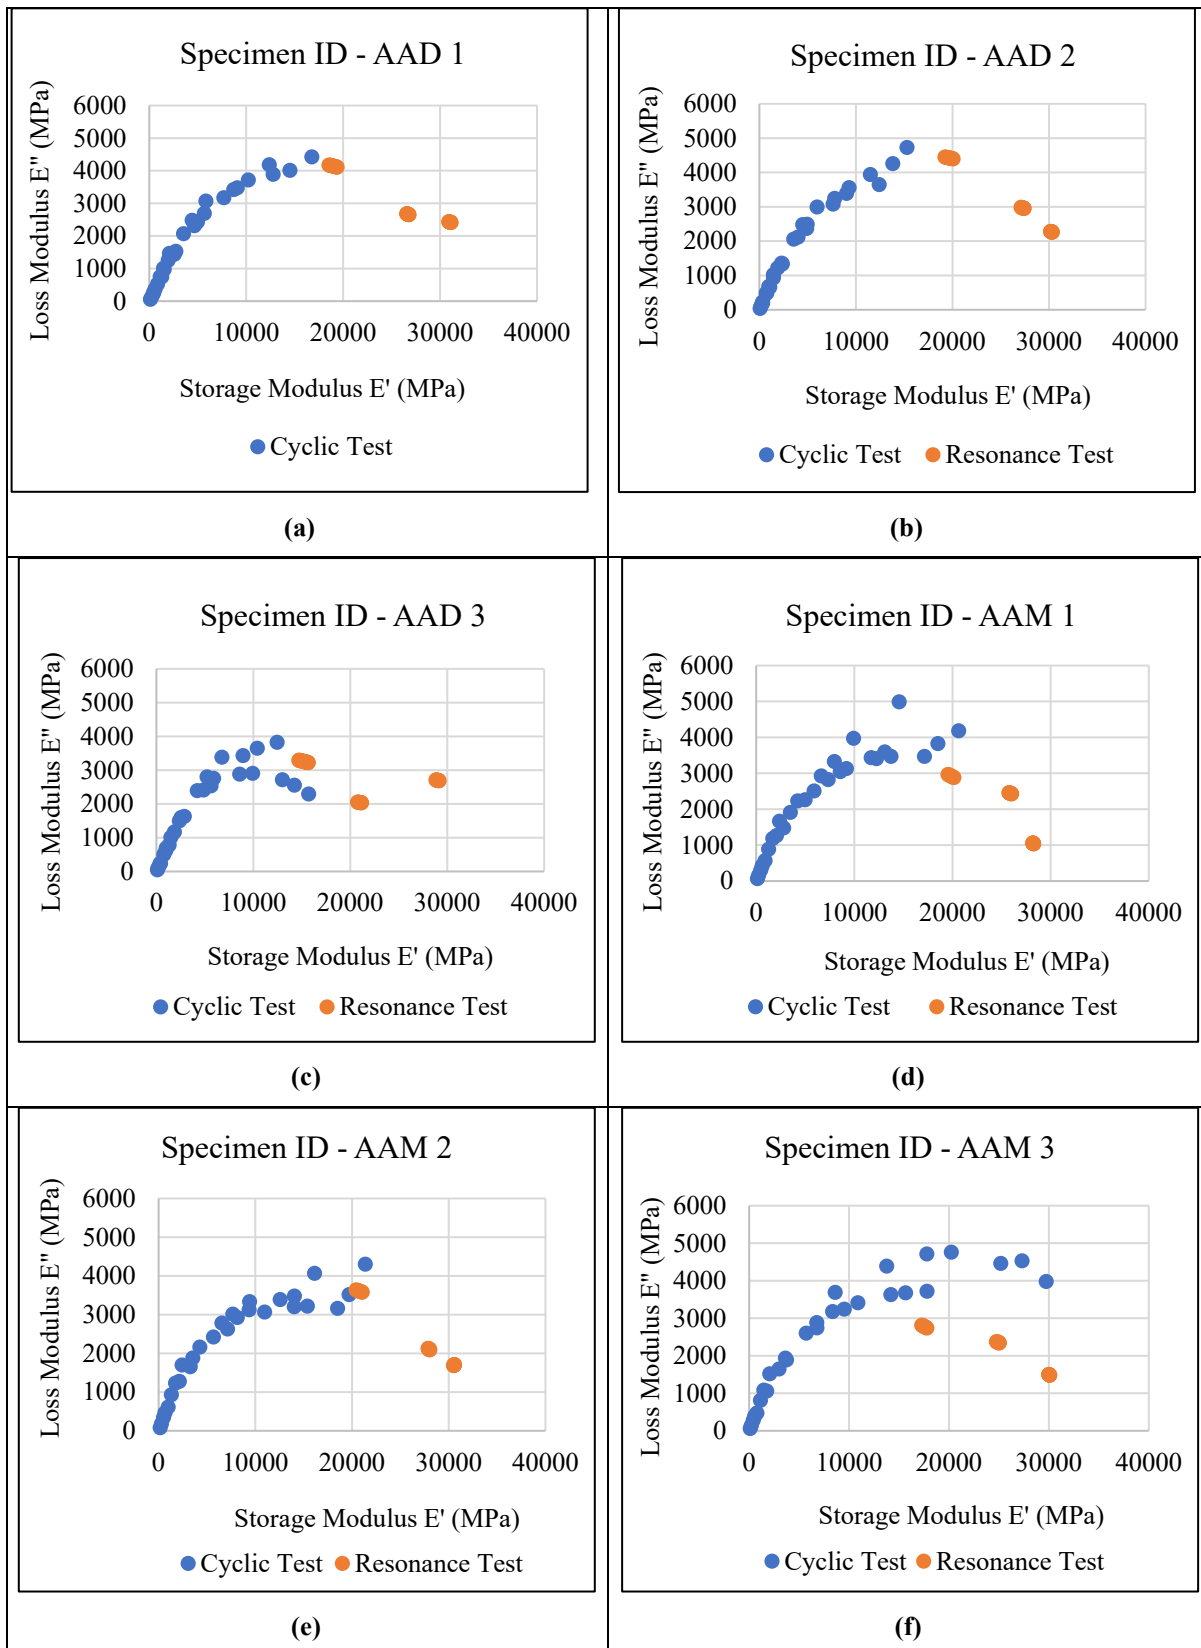 Specimen ID - AAD 1
Loss Modulus E" (MPa)
6000
5000
4000
3000
2000
1000
0
0 10000 20000 30000 40000
Storage Modulus E' (MPa)
Cyclic Test
(a)
Specimen ID - AAD 2
Loss Modulus E" (MPa)
6000
5000
4000
3000
2000
1000
0
0 10000 20000 30000 40000
Storage Modulus E' (MPa)
Cyclic Test Resonance Test
(b)
Specimen ID - AAD 3
Loss Modulus E" (MPa)
6000
5000
4000
3000
2000
1000
0
0 10000 20000 30000 40000
Storage Modulus E' (MPa)
Cyclic Test Resonance Test
(c)
Specimen ID - AAM 1
Loss Modulus E" (MPa)
6000
5000
4000
3000
2000
1000
0
0 10000 20000 30000 40000
Storage Modulus E' (MPa)
Cyclic Test Resonance Test
(d)
Specimen ID - AAM 2
Loss Modulus E" (MPa)
6000
5000
4000
3000
2000
1000
0
0 10000 20000 30000 40000
Storage Modulus E' (MPa)
Cyclic Test Resonance Test
(e)
Specimen ID - AAM 3
Loss Modulus E" (MPa)
6000
5000
4000
3000
2000
1000
0
0 10000 20000 30000 40000
Storage Modulus E' (MPa)
Cyclic Test Resonance Test
(f)